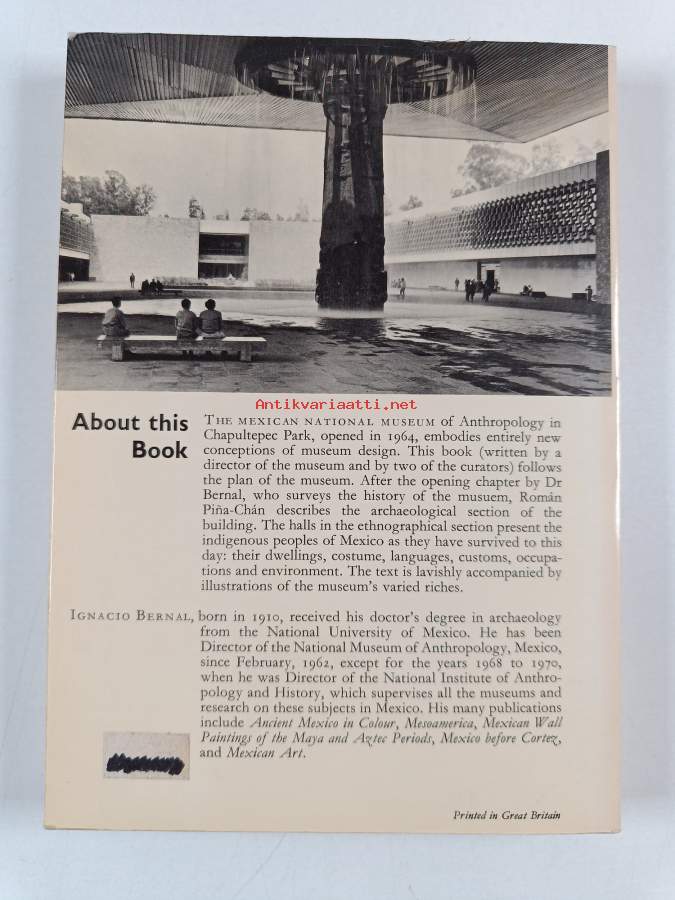 Antikvariaatti.net
About this
Book
THE MEXICAN NATIONAL MUSEUM of Anthropology in
Chapultepec Park, opened in 1964, embodies entirely new
conceptions of museum design. This book (written by a
director of the museum and by two of the curators) follows
the plan of the museum. After the opening chapter by Dr
Bernal, who surveys the history of the musuem, Román
Piña-Chán describes the archaeological section of the
building. The halls in the ethnographical section present the
indigenous peoples of Mexico as they have survived to this
day: their dwellings, costume, languages, customs, occupa-
tions and environment. The text is lavishly accompanied by
illustrations of the museum's varied riches.
IGNACIO BERNAL, born in 1910, received his doctor's degree in archaeology
from the National University of Mexico. He has been
Director of the National Museum of Anthropology, Mexico,
since February, 1962, except for the years 1968 to 1970,
when he was Director of the National Institute of Anthro-
pology and History, which supervises all the museums and
research on these subjects in Mexico. His many publications
include Ancient Mexico in Colour, Mesoamerica, Mexican Wall
Paintings of the Maya and Aztec Periods, Mexico before Cortez,
and Mexican Art.
Printed in Great Britain